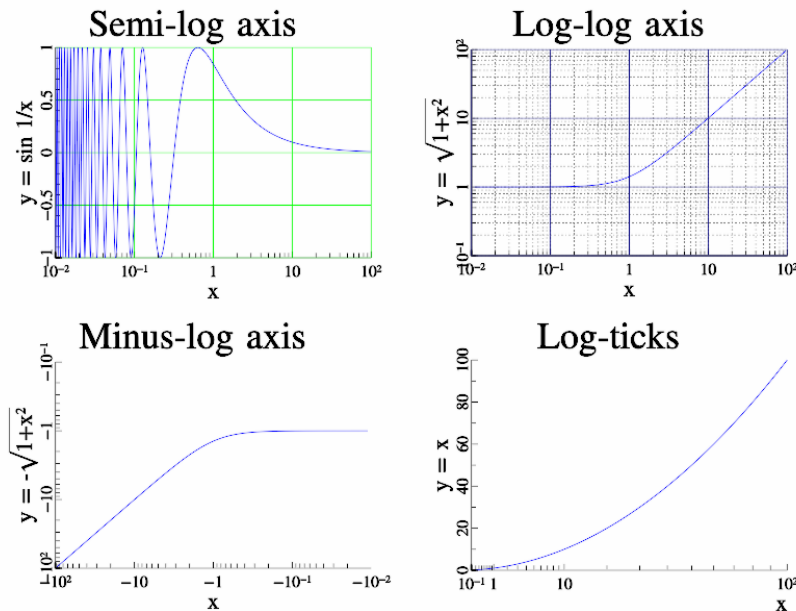 Semi-log axis
1
0.5
0
−0.5
−1
y = sin 1/x
10⁻² 10⁻¹ 1 10 10²
x
Log-log axis
10²
10
1
10⁻¹
y = √1+x²
10⁻² 10⁻¹ 1 10 10²
x
Minus-log axis
−10⁻¹
−1
−10
10²
y = -√1+x²
−10² −10 −1 −10⁻¹ −10⁻²
x
Log-ticks
100
80
60
40
20
0
y = x
10⁻¹ 1 10 10²
x